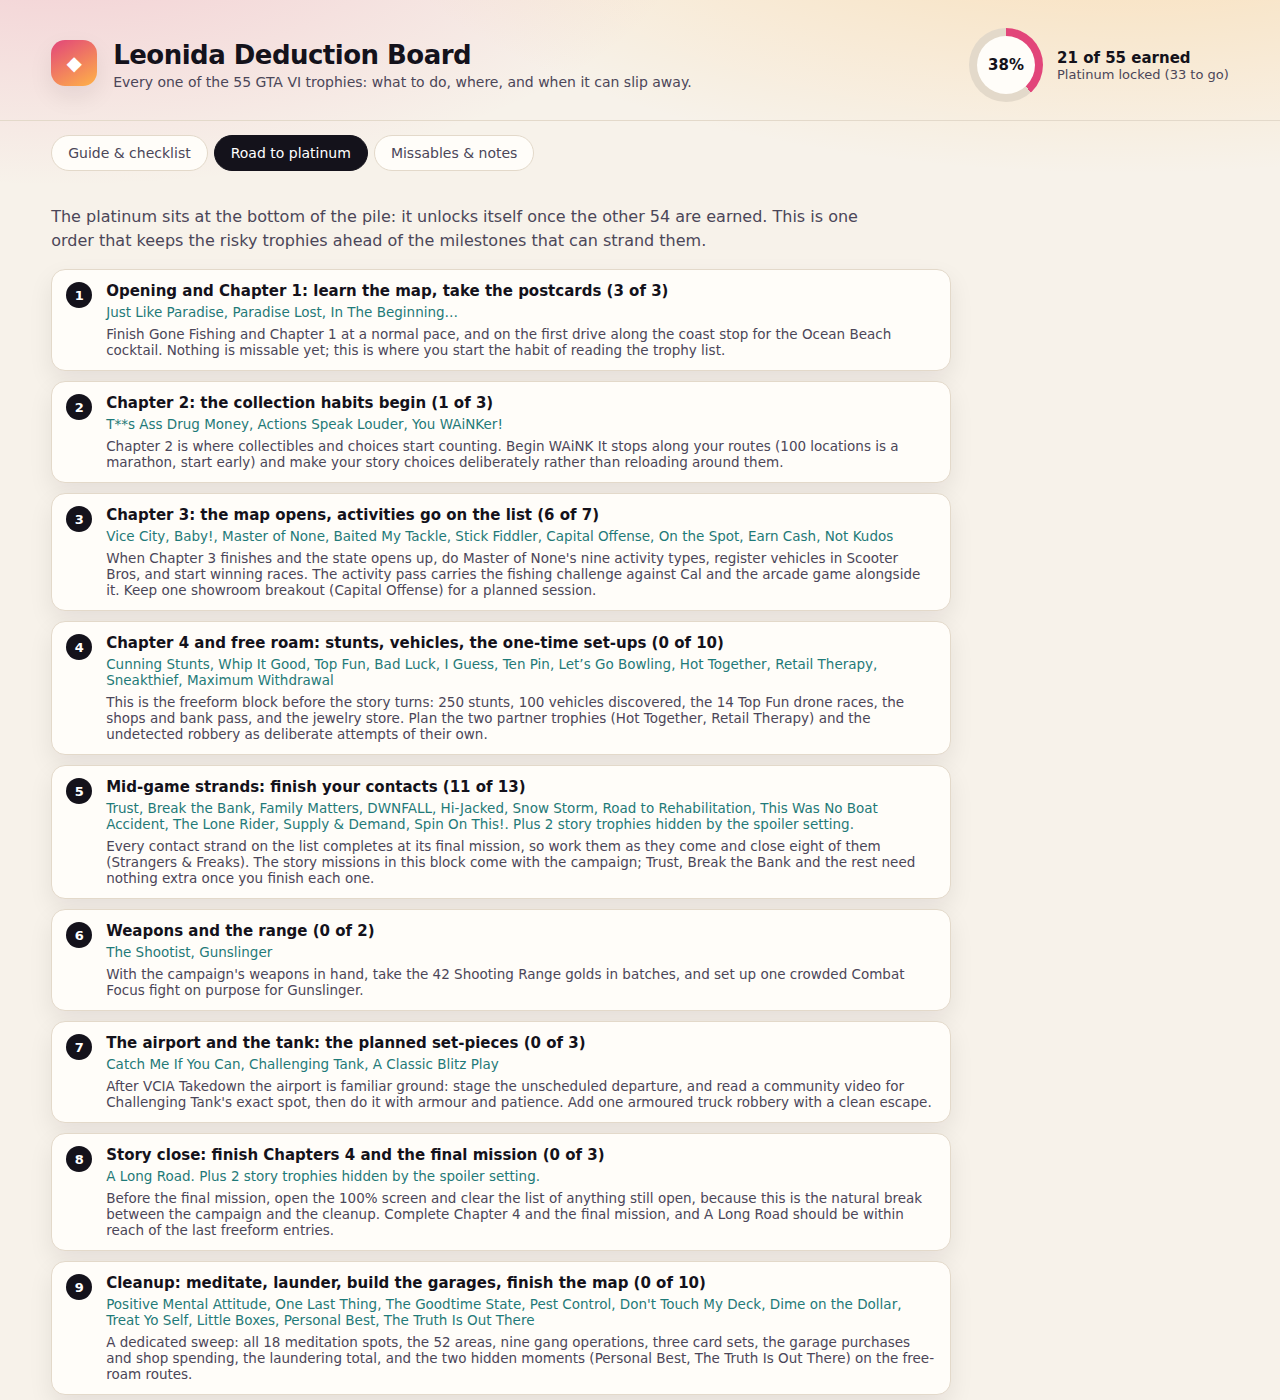 Leonida Deduction Board
Every one of the 55 GTA VI trophies: what to do, where, and when it can slip away.
38%
21 of 55 earned
Platinum locked (33 to go)
Guide & checklist
Road to platinum
Missables & notes
The platinum sits at the bottom of the pile: it unlocks itself once the other 54 are earned. This is one
order that keeps the risky trophies ahead of the milestones that can strand them.
1
Opening and Chapter 1: learn the map, take the postcards (3 of 3)
Just Like Paradise, Paradise Lost, In The Beginning…
Finish Gone Fishing and Chapter 1 at a normal pace, and on the first drive along the coast stop for the Ocean Beach
cocktail. Nothing is missable yet; this is where you start the habit of reading the trophy list.
2
Chapter 2: the collection habits begin (1 of 3)
T**s Ass Drug Money, Actions Speak Louder, You WAiNKer!
Chapter 2 is where collectibles and choices start counting. Begin WAiNK It stops along your routes (100 locations is a
marathon, start early) and make your story choices deliberately rather than reloading around them.
3
Chapter 3: the map opens, activities go on the list (6 of 7)
Vice City, Baby!, Master of None, Baited My Tackle, Stick Fiddler, Capital Offense, On the Spot, Earn Cash, Not Kudos
When Chapter 3 finishes and the state opens up, do Master of None's nine activity types, register vehicles in Scooter
Bros, and start winning races. The activity pass carries the fishing challenge against Cal and the arcade game alongside
it. Keep one showroom breakout (Capital Offense) for a planned session.
4
Chapter 4 and free roam: stunts, vehicles, the one-time set-ups (0 of 10)
Cunning Stunts, Whip It Good, Top Fun, Bad Luck, I Guess, Ten Pin, Let’s Go Bowling, Hot Together, Retail Therapy,
Sneakthief, Maximum Withdrawal
This is the freeform block before the story turns: 250 stunts, 100 vehicles discovered, the 14 Top Fun drone races, the
shops and bank pass, and the jewelry store. Plan the two partner trophies (Hot Together, Retail Therapy) and the
undetected robbery as deliberate attempts of their own.
5
Mid-game strands: finish your contacts (11 of 13)
Trust, Break the Bank, Family Matters, DWNFALL, Hi-Jacked, Snow Storm, Road to Rehabilitation, This Was No Boat
Accident, The Lone Rider, Supply & Demand, Spin On This!. Plus 2 story trophies hidden by the spoiler setting.
Every contact strand on the list completes at its final mission, so work them as they come and close eight of them
(Strangers & Freaks). The story missions in this block come with the campaign; Trust, Break the Bank and the rest need
nothing extra once you finish each one.
6
Weapons and the range (0 of 2)
The Shootist, Gunslinger
With the campaign's weapons in hand, take the 42 Shooting Range golds in batches, and set up one crowded Combat
Focus fight on purpose for Gunslinger.
7
The airport and the tank: the planned set-pieces (0 of 3)
Catch Me If You Can, Challenging Tank, A Classic Blitz Play
After VCIA Takedown the airport is familiar ground: stage the unscheduled departure, and read a community video for
Challenging Tank's exact spot, then do it with armour and patience. Add one armoured truck robbery with a clean escape.
8
Story close: finish Chapters 4 and the final mission (0 of 3)
A Long Road. Plus 2 story trophies hidden by the spoiler setting.
Before the final mission, open the 100% screen and clear the list of anything still open, because this is the natural break
between the campaign and the cleanup. Complete Chapter 4 and the final mission, and A Long Road should be within
reach of the last freeform entries.
9
Cleanup: meditate, launder, build the garages, finish the map (0 of 10)
Positive Mental Attitude, One Last Thing, The Goodtime State, Pest Control, Don't Touch My Deck, Dime on the Dollar,
Treat Yo Self, Little Boxes, Personal Best, The Truth Is Out There
A dedicated sweep: all 18 meditation spots, the 52 areas, nine gang operations, three card sets, the garage purchases
and shop spending, the laundering total, and the two hidden moments (Personal Best, The Truth Is Out There) on the free-
roam routes.